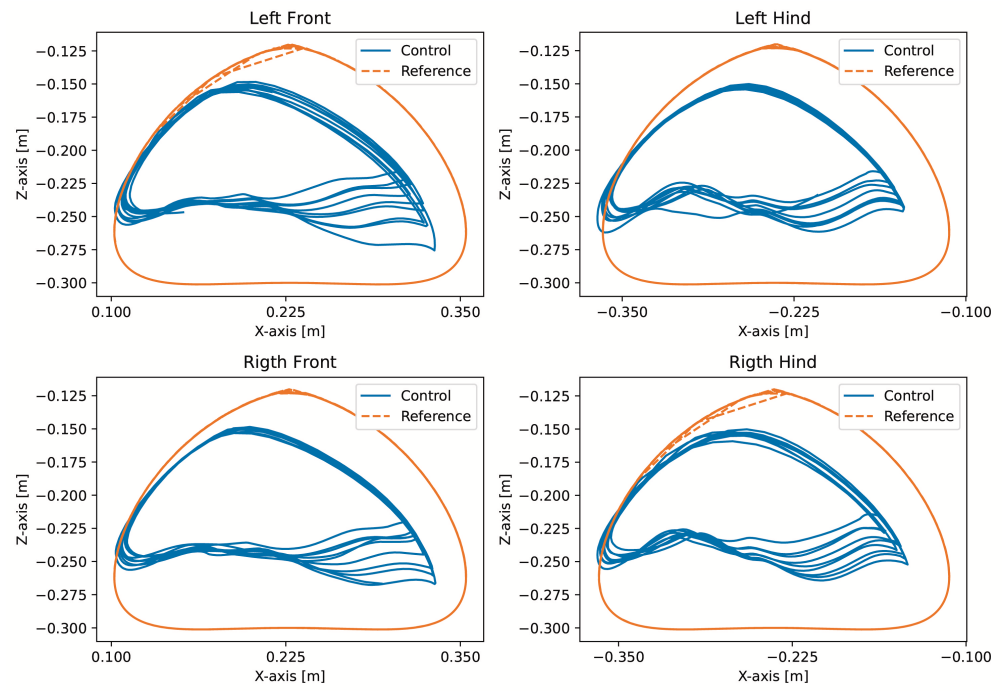 Left Front
Control
Reference
−0.125
−0.150
−0.175
−0.200
−0.225
−0.250
−0.275
−0.300
Z-axis [m]
0.100
0.225
0.350
X-axis [m]
Left Hind
Control
Reference
−0.125
−0.150
−0.175
−0.200
−0.225
−0.250
−0.275
−0.300
Z-axis [m]
−0.350
−0.225
−0.100
X-axis [m]
Rigth Front
Control
Reference
−0.125
−0.150
−0.175
−0.200
−0.225
−0.250
−0.275
−0.300
Z-axis [m]
0.100
0.225
0.350
X-axis [m]
Rigth Hind
Control
Reference
−0.125
−0.150
−0.175
−0.200
−0.225
−0.250
−0.275
−0.300
Z-axis [m]
−0.350
−0.225
−0.100
X-axis [m]